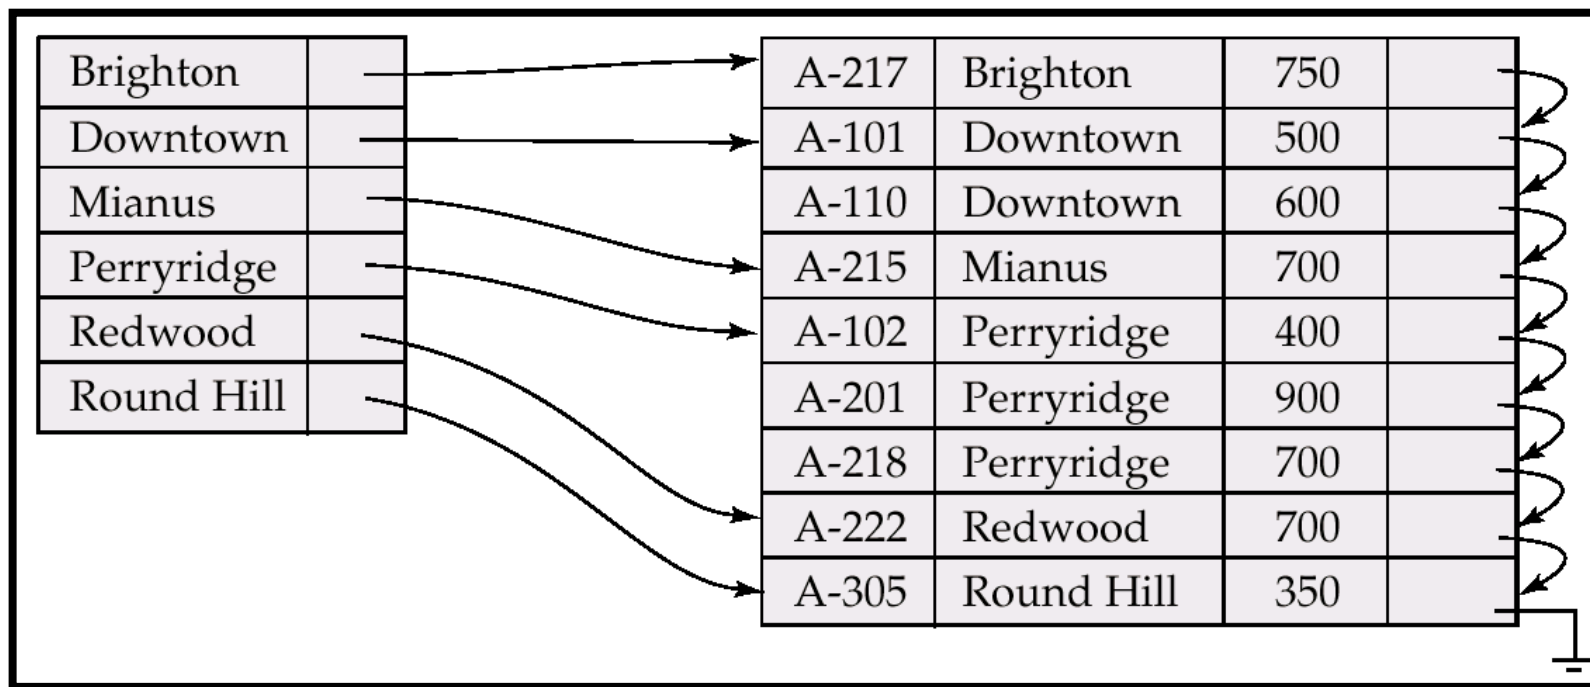 Brighton
Downtown
Mianus
Perryridge
Redwood
Round Hill
A-217 Brighton 750
A-101 Downtown 500
A-110 Downtown 600
A-215 Mianus 700
A-102 Perryridge 400
A-201 Perryridge 900
A-218 Perryridge 700
A-222 Redwood 700
A-305 Round Hill 350